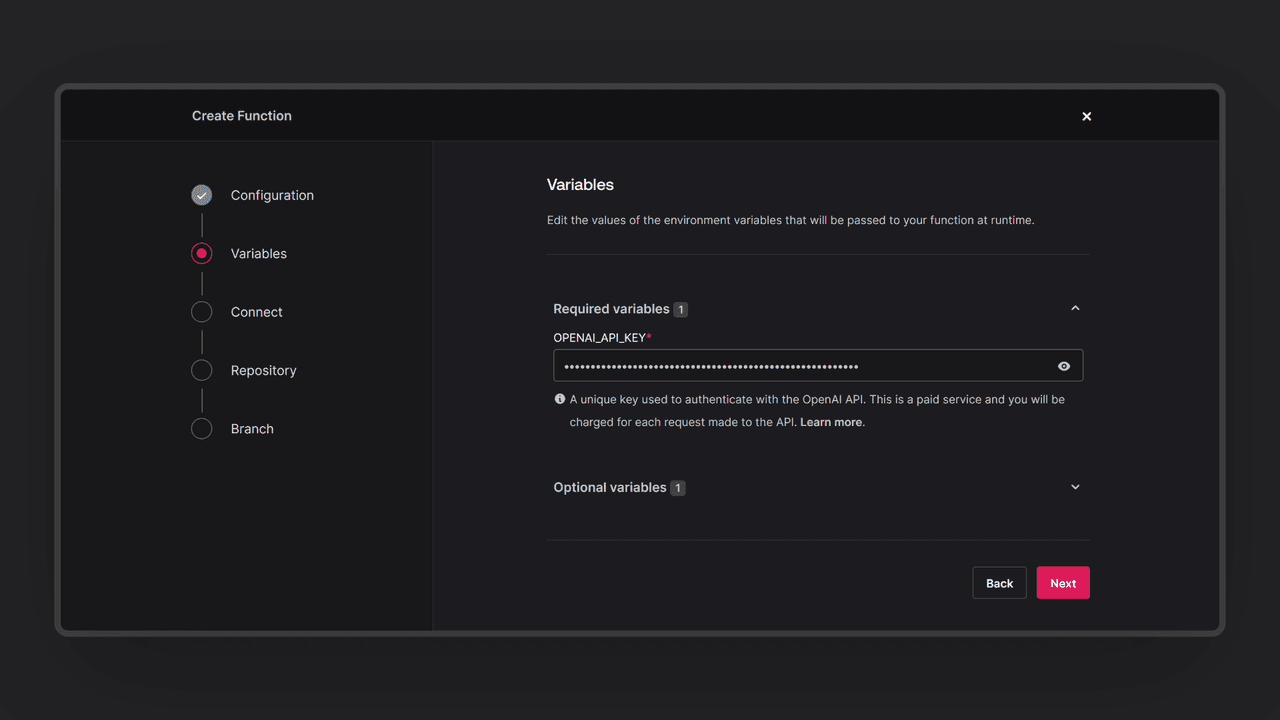 Create Function
Configuration
Variables
Connect
Repository
Branch
Variables
Edit the values of the environment variables that will be passed to your function at runtime.
Required variables 1
OPENAI_API_KEY*
A unique key used to authenticate with the OpenAI API. This is a paid service and you will be
charged for each request made to the API. Learn more.
Optional variables 1
Back
Next